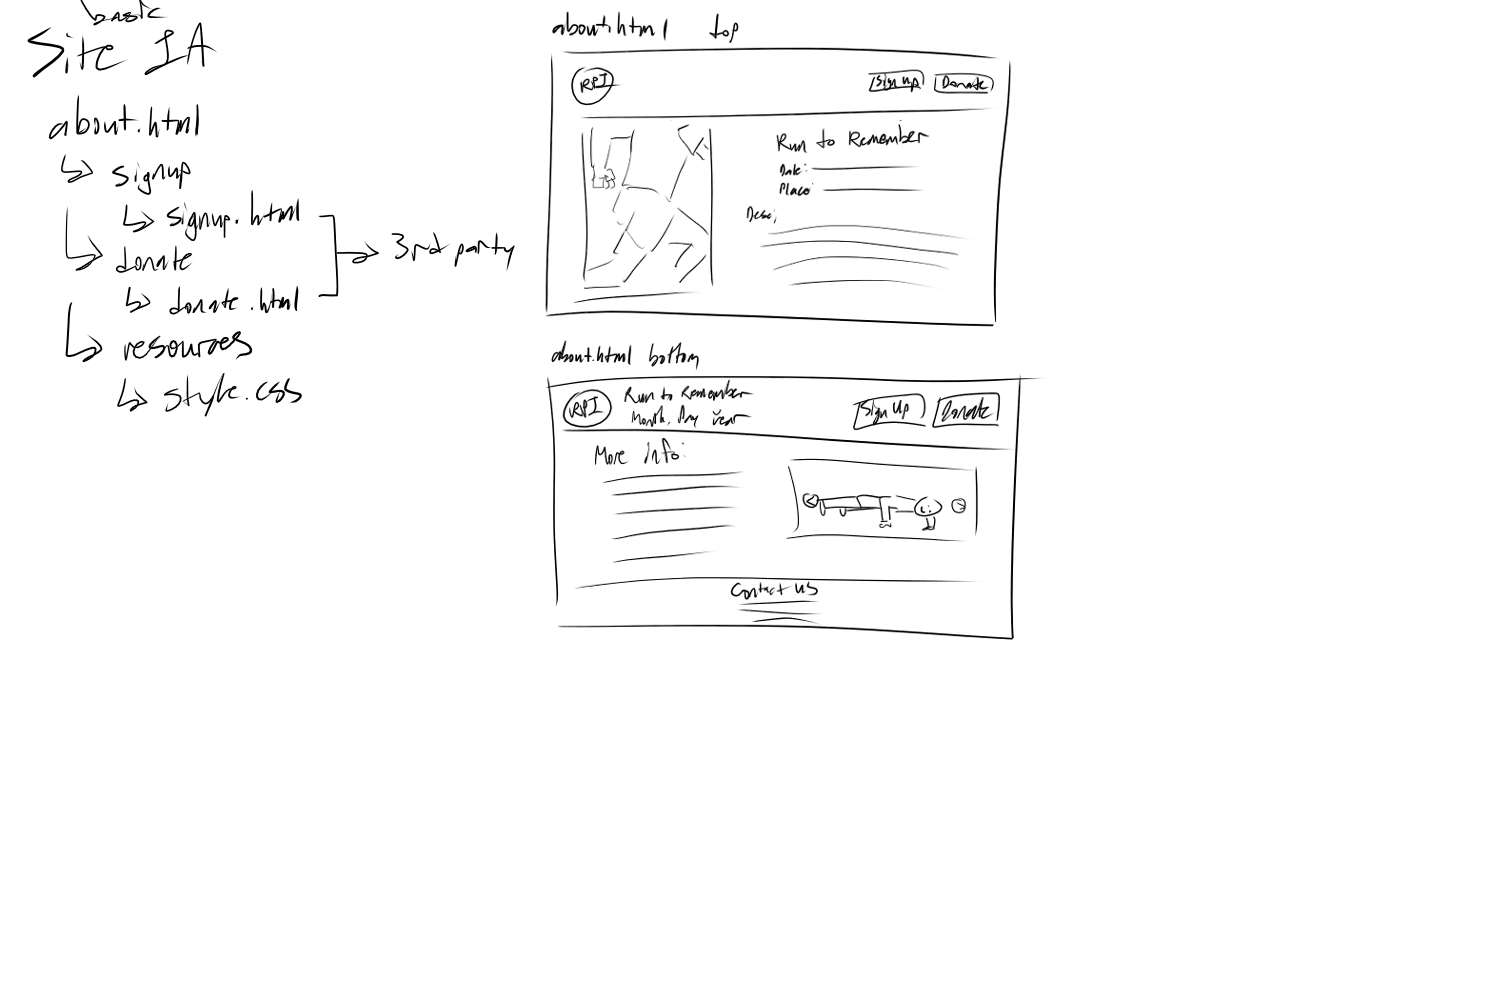 basic
Site IA
about.html
signup
signup.html
donate
donate.html
3rd party
resources
style.css
about.html top
RPI
Sign up
Donate
Run to Remember
Date:
Place:
Desc:
about.html bottom
RPI
Run to Remember
Month, Day Year
Sign Up
Donate
More info:
Contact us